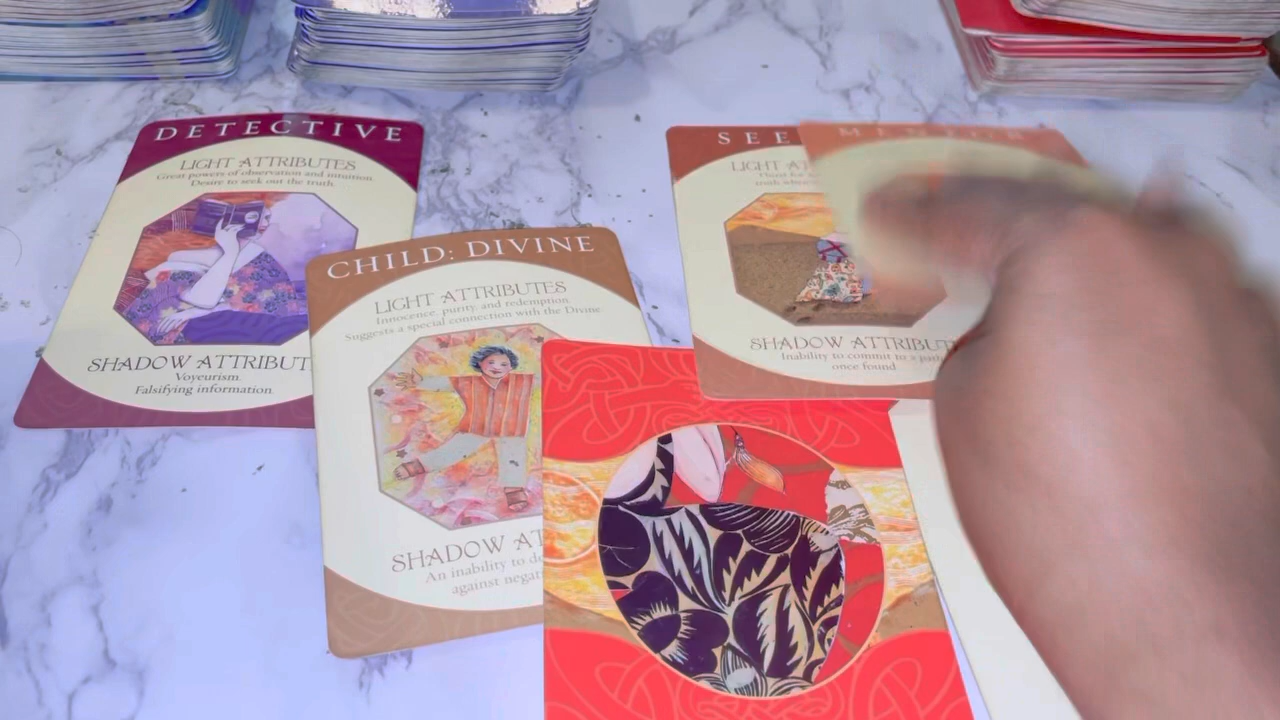 DETECTIVE
LIGHT ATTRIBUTES
Great powers of observation and intuition
Desire to seek out the truth.
SHADOW ATTRIBUT
Voyeurism.
Falsifying information.
CHILD: DIVINE
LIGHT ATTRIBUTES
Innocence, purity, and redemption.
Suggests a special connection with the Divine
SHADOW AT
An inability to de
against negat
SEE
LIGHT AT
truth
SHADOW ATTRIBUT
Inability to commit to a path
once found